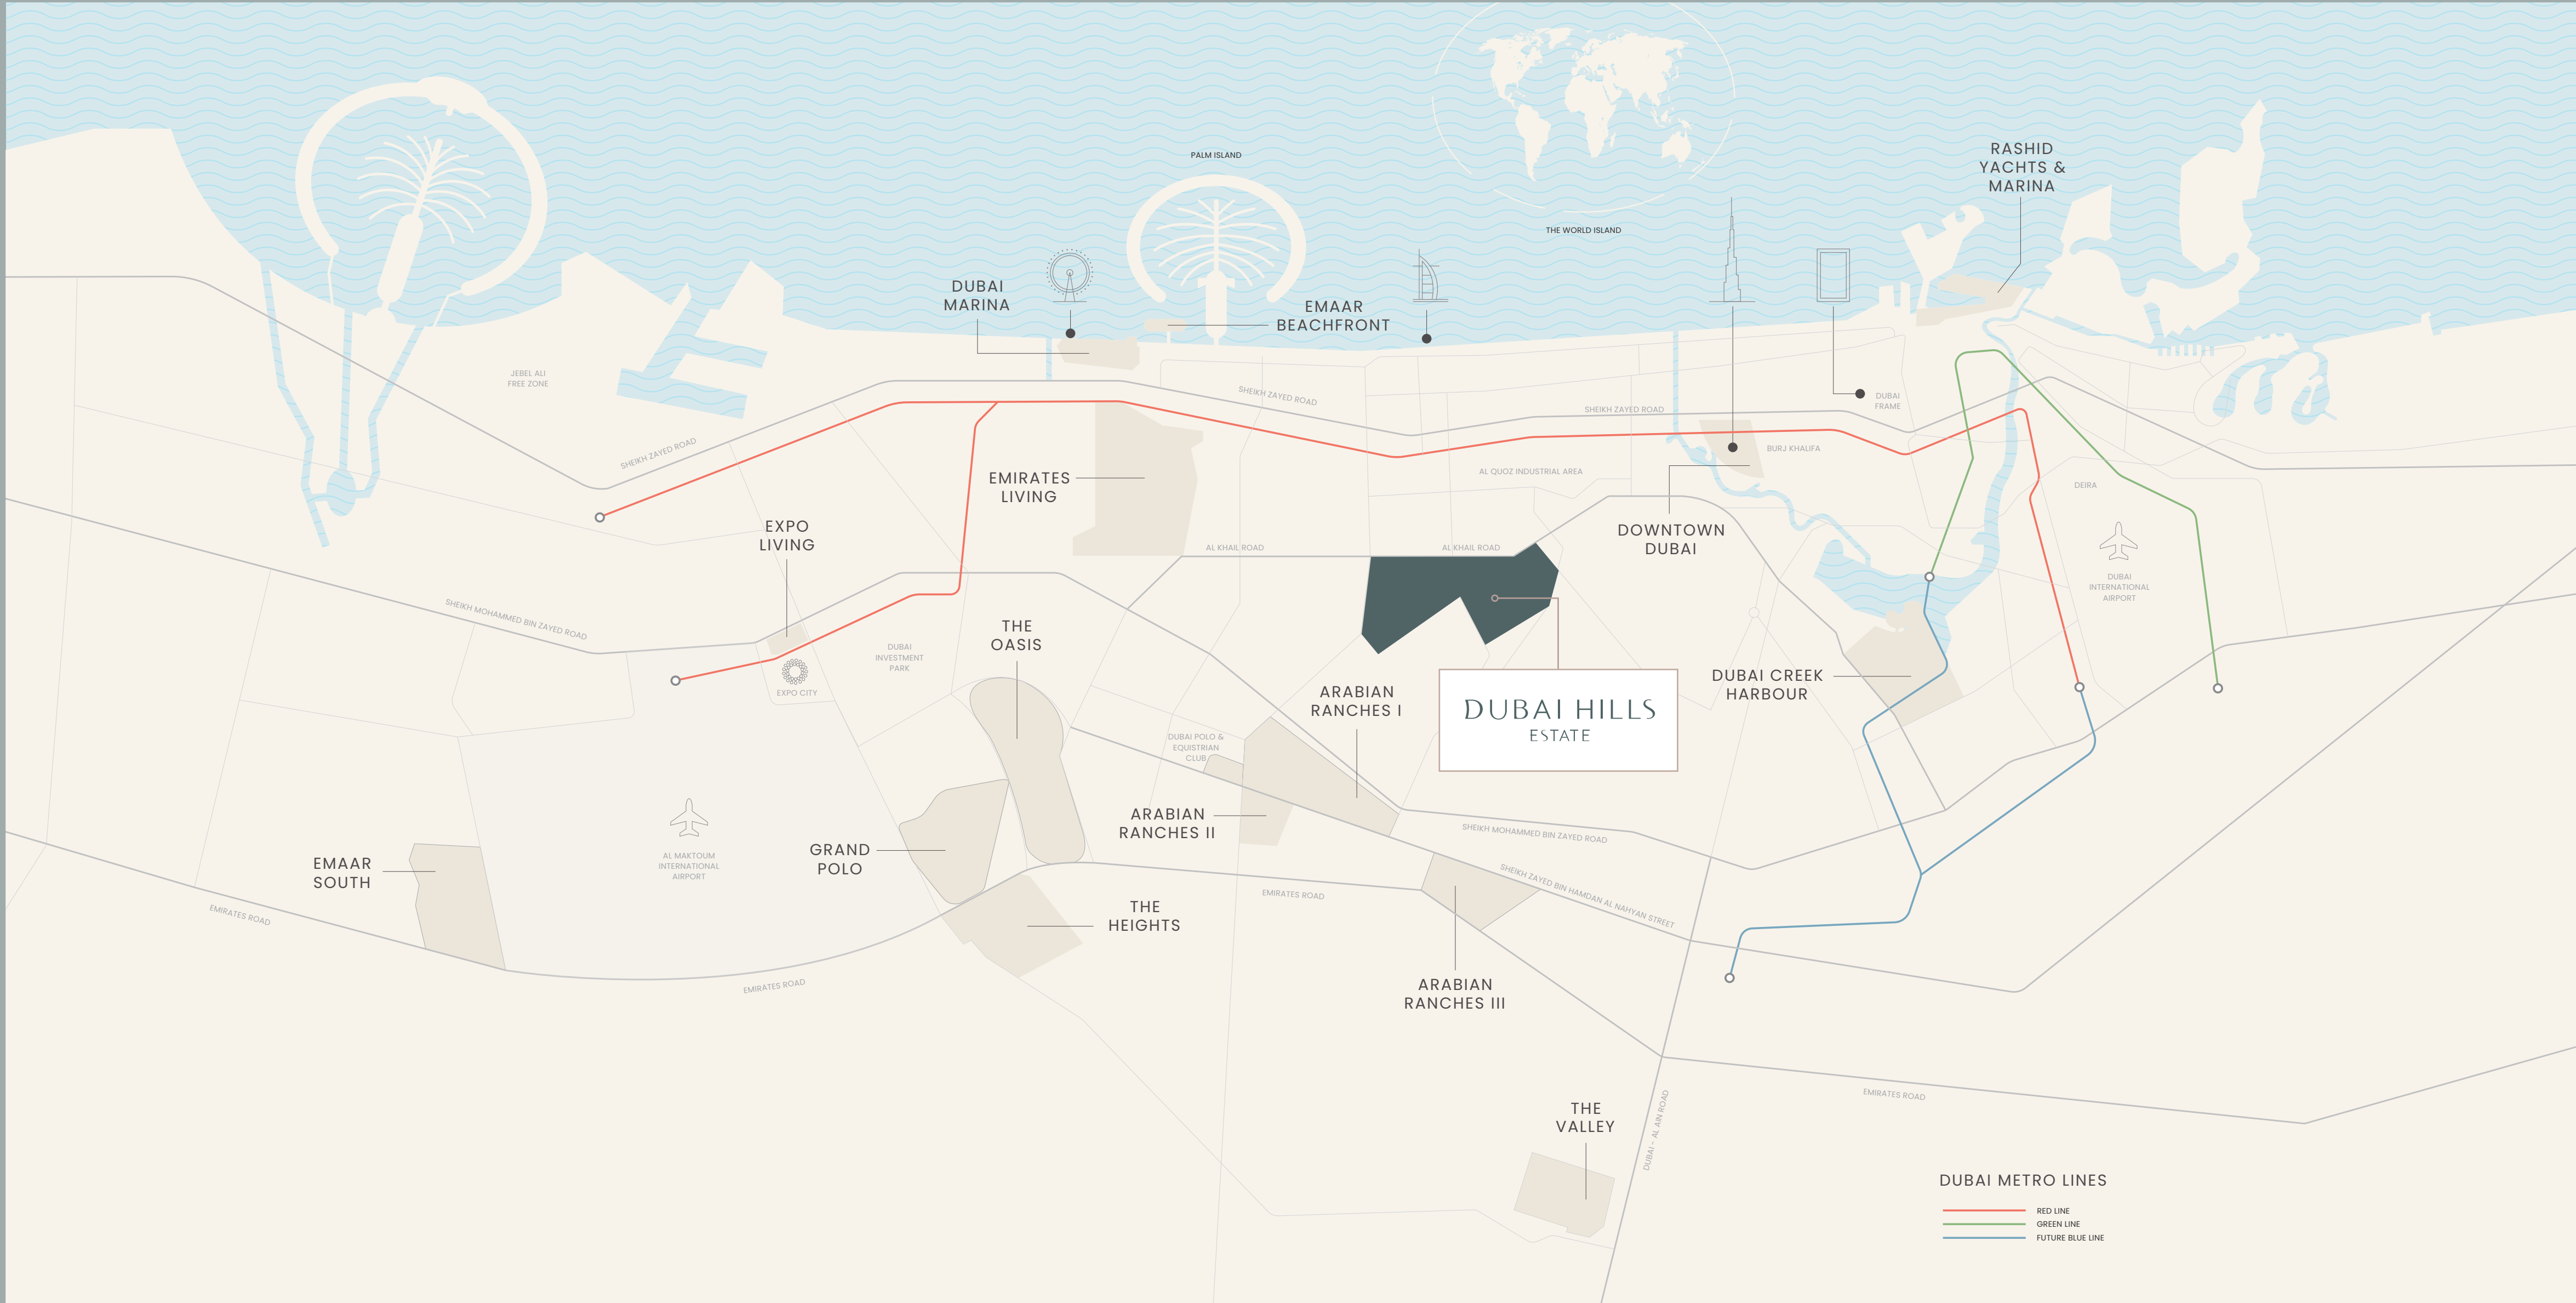 PALM ISLAND
THE WORLD ISLAND
RASHID
YACHTS &
MARINA
DUBAI
MARINA
EMAAR
BEACHFRONT
JEBEL ALI
FREE ZONE
SHEIKH ZAYED ROAD
SHEIKH ZAYED ROAD
SHEIKH ZAYED ROAD
DUBAI
FRAME
BURJ KHALIFA
AL QUOZ INDUSTRIAL AREA
DEIRA
EMIRATES
LIVING
EXPO
LIVING
AL KHAIL ROAD
AL KHAIL ROAD
DOWNTOWN
DUBAI
DUBAI
INTERNATIONAL
AIRPORT
SHEIKH MOHAMMED BIN ZAYED ROAD
THE
OASIS
DUBAI
INVESTMENT
PARK
EXPO CITY
ARABIAN
RANCHES I
DUBAI HILLS
ESTATE
DUBAI CREEK
HARBOUR
DUBAI POLO &
EQUISTRIAN
CLUB
ARABIAN
RANCHES II
SHEIKH MOHAMMED BIN ZAYED ROAD
EMAAR
SOUTH
AL MAKTOUM
INTERNATIONAL
AIRPORT
GRAND
POLO
SHEIKH ZAYED BIN HAMDAN AL NAHYAN STREET
EMIRATES ROAD
EMIRATES ROAD
THE
HEIGHTS
EMIRATES ROAD
ARABIAN
RANCHES III
EMIRATES ROAD
THE
VALLEY
DUBAI - AL AIN ROAD
DUBAI METRO LINES
RED LINE
GREEN LINE
FUTURE BLUE LINE